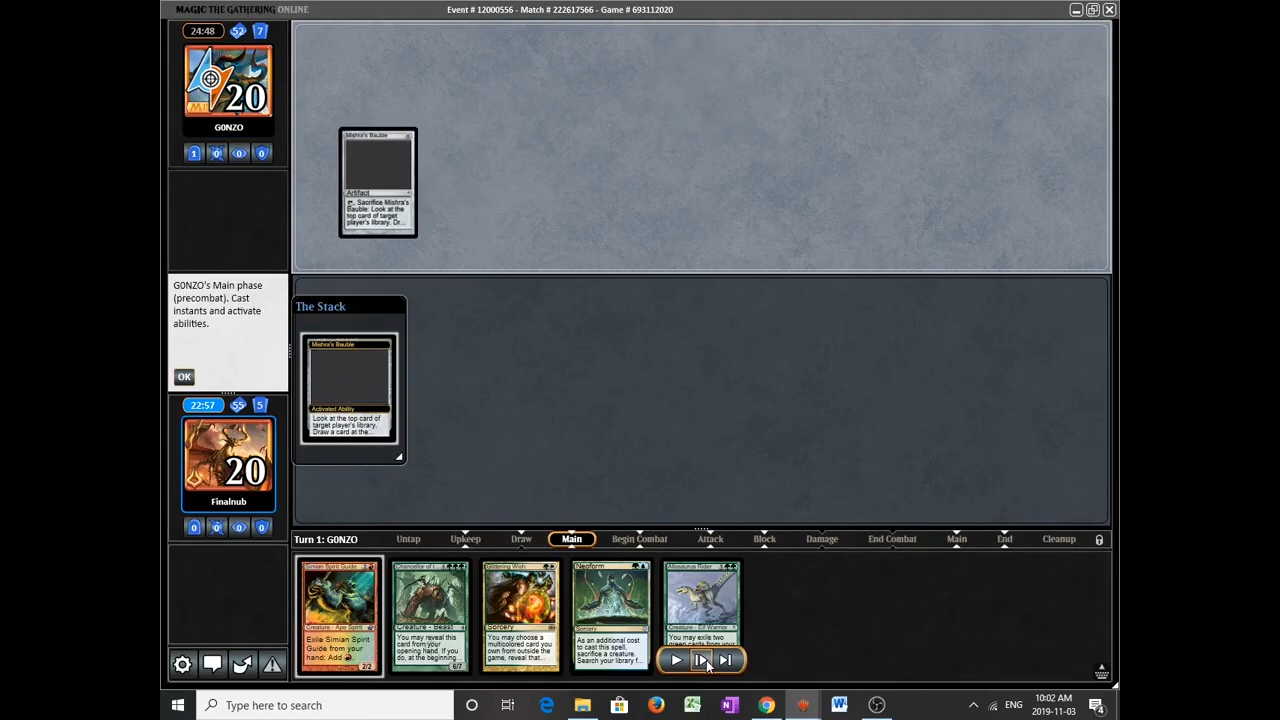 MAGIC THE GATHERING ONLINE
Event # 12000556 - Match # 222617566 - Game # 693112020
24:48 52 7
20
G0NZO
1 0 0 0
Mishra's Bauble
Artifact
, Sacrifice Mishra's
Bauble: Look at the
top card of target
player's library. Dr...
G0NZO's Main phase
(precombat). Cast
instants and activate
abilities.
OK
The Stack
Mishra's Bauble
Activated Ability
Look at the top card of
target player's library.
Draw a card at the...
22:57 55 5
20
Finalnub
0 0 0 0
Turn 1: G0NZO Untap Upkeep Draw Main Begin Combat Attack Block Damage End Combat Main End Cleanup
Simian Spirit Guide
Creature - Ape Spirit
Exile Simian Spirit
Guide from your
hand: Add
2/2
Chancellor of t...
Creature - Beast
You may reveal this
card from your
opening hand. If you
do, at the beginning
6/7
Glittering Wish
Sorcery
You may choose a
multicolored card you
own from outside the
game, reveal that...
Neoform
Sorcery
As an additional cost
to cast this spell,
sacrifice a creature.
Search your library f...
Allosaurus Rider
Creature - Elf Warrior
You may exile two
Type here to search
W
ENG
10:02 AM
2019-11-03
4